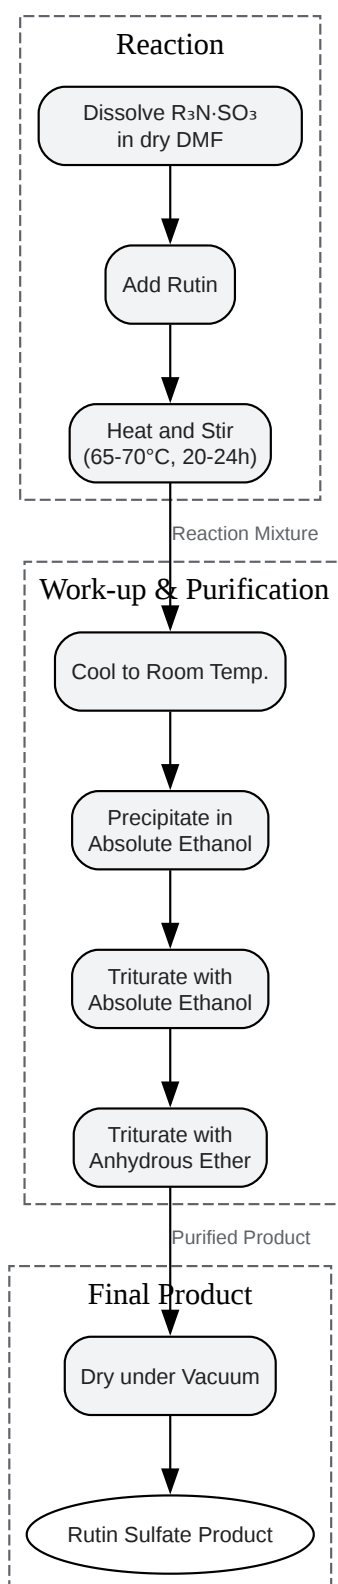 Reaction
Dissolve R₃N·SO₃
in dry DMF
Add Rutin
Heat and Stir
(65-70°C, 20-24h)
Reaction Mixture
Work-up & Purification
Cool to Room Temp.
Precipitate in
Absolute Ethanol
Triturate with
Absolute Ethanol
Triturate with
Anhydrous Ether
Purified Product
Final Product
Dry under Vacuum
Rutin Sulfate Product